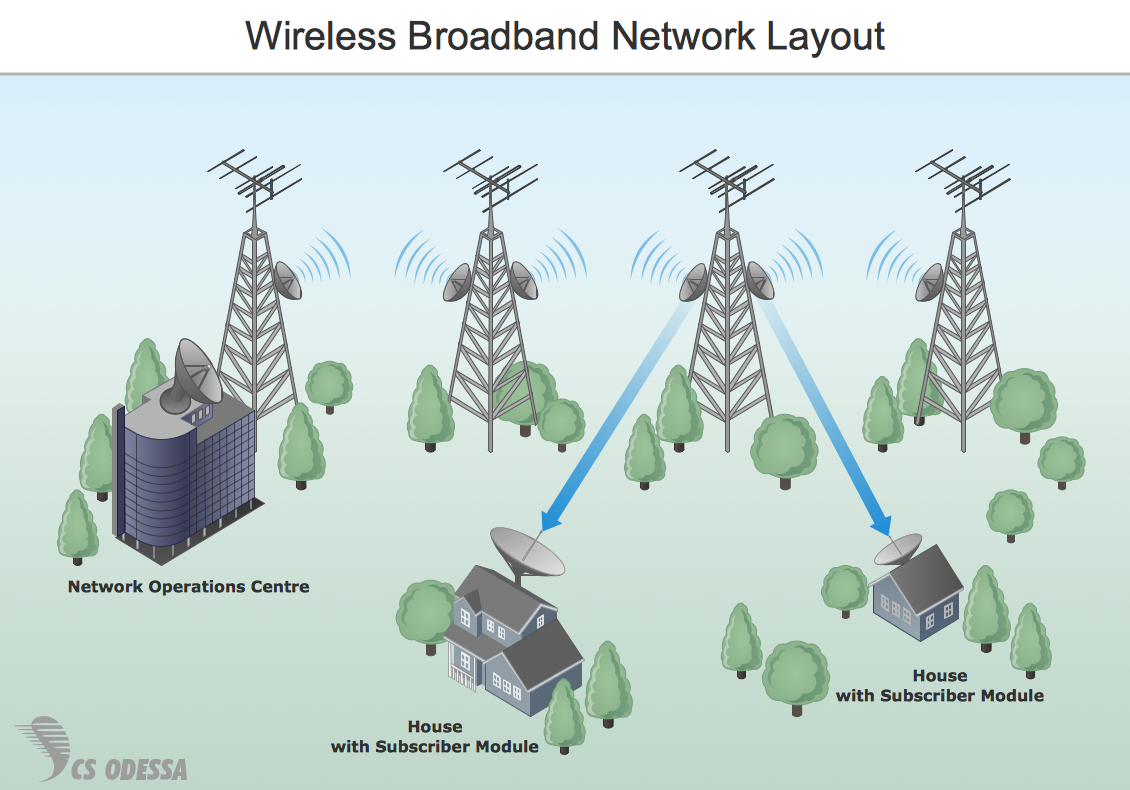 Wireless Broadband Network Layout
Network Operations Centre
House
with Subscriber Module
House
with Subscriber Module
CS ODESSA